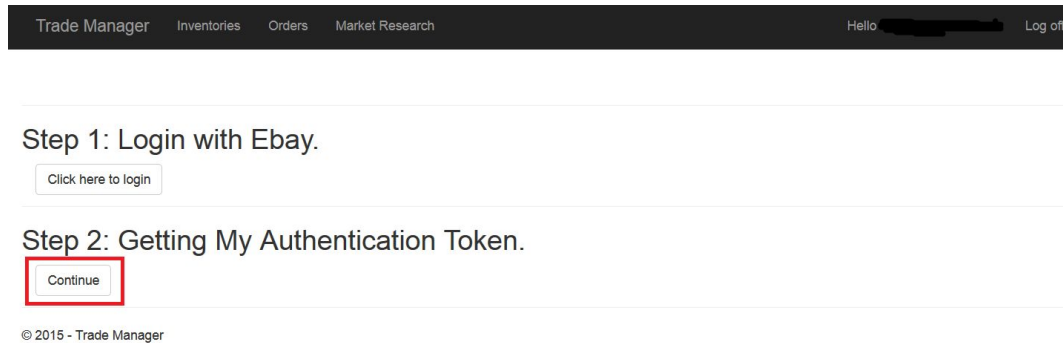 Trade Manager Inventories Orders Market Research Hello Log off
Step 1: Login with Ebay.
Click here to login
Step 2: Getting My Authentication Token.
Continue
© 2015 - Trade Manager